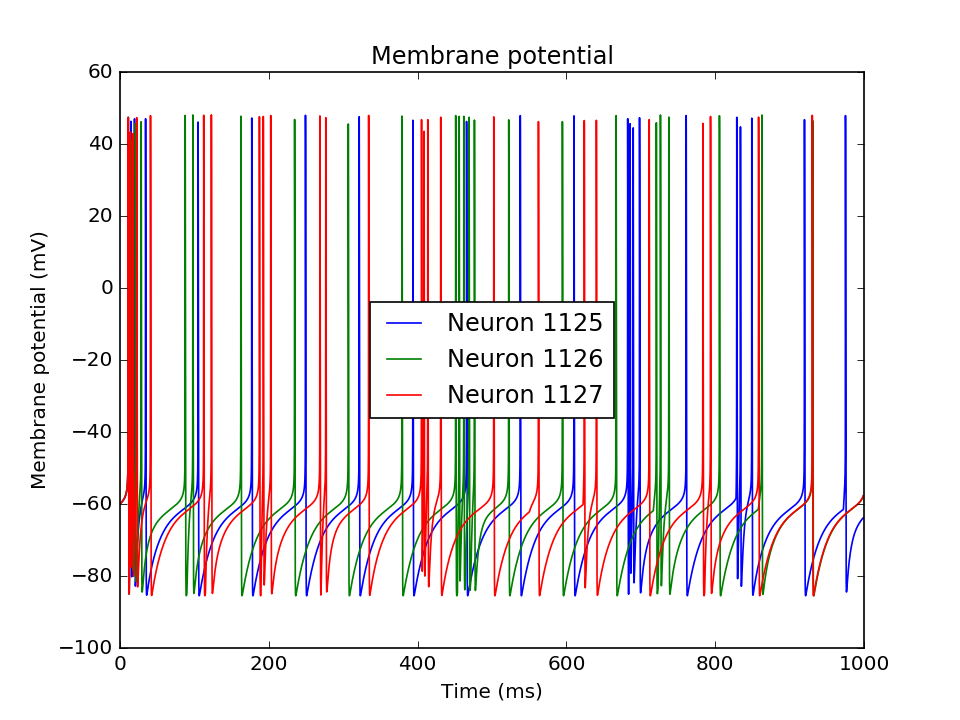 Membrane potential
60
40
20
0
−20
−40
−60
−80
−100
Membrane potential (mV)
Neuron 1125
Neuron 1126
Neuron 1127
0 200 400 600 800 1000
Time (ms)